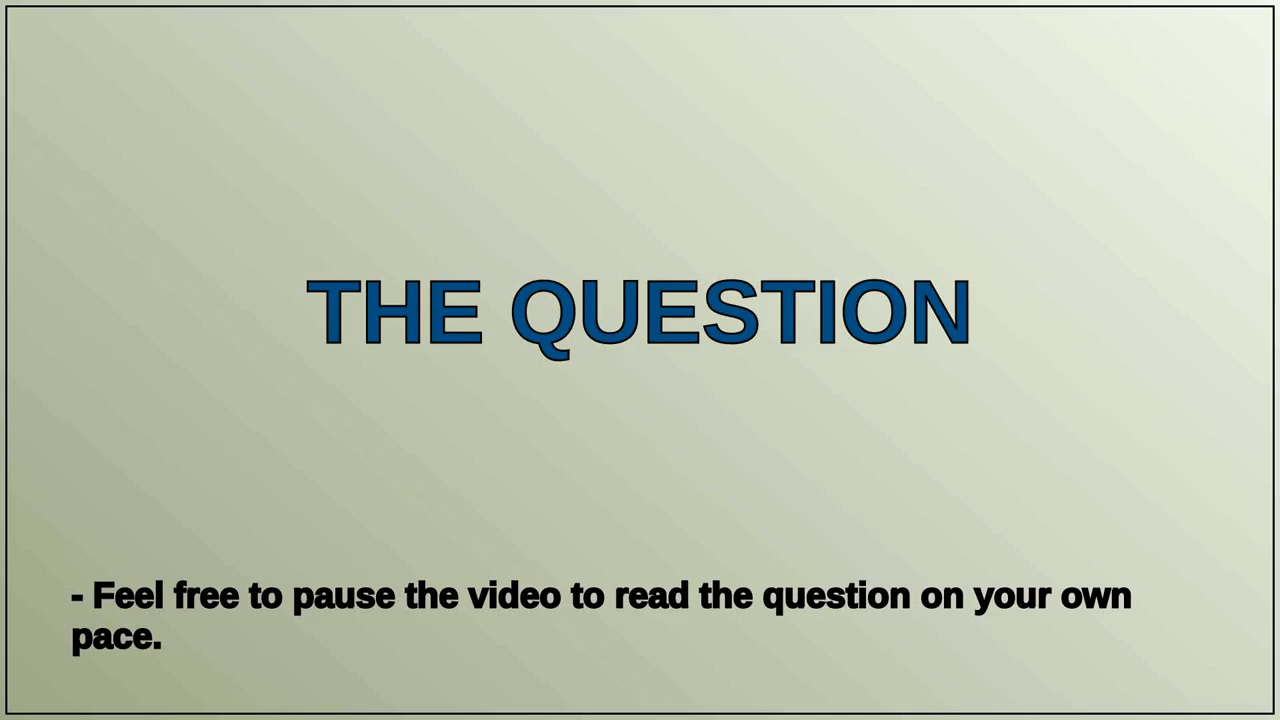 THE QUESTION
- Feel free to pause the video to read the question on your own
pace.